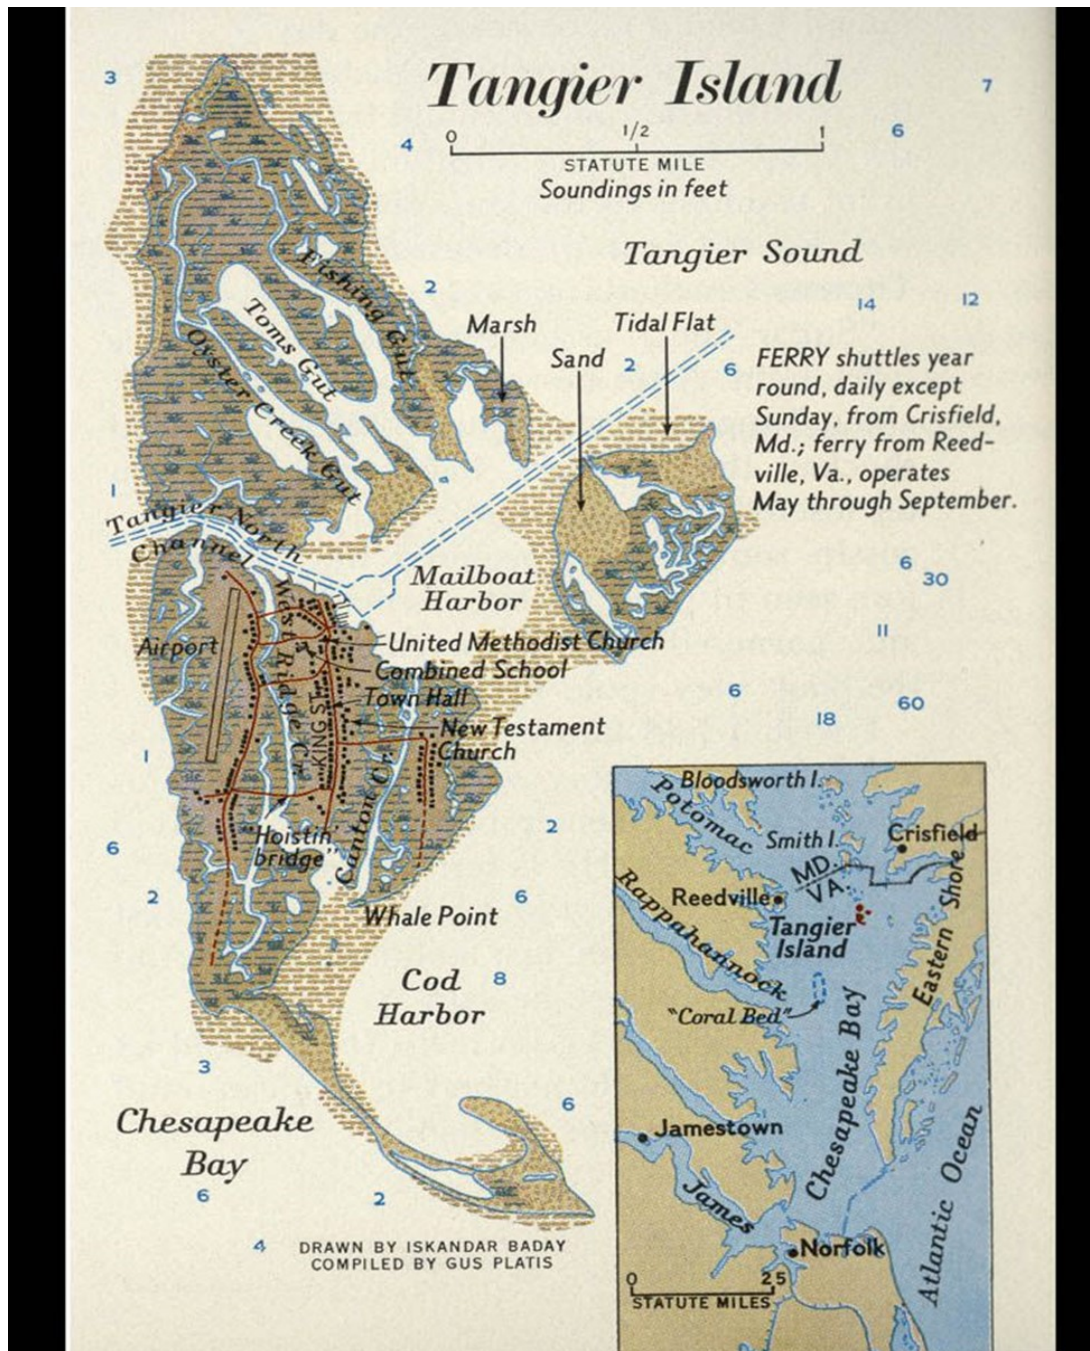 Tangier Island
3
7
6
4
0 1/2 1
STATUTE MILE
Soundings in feet
Tangier Sound
Fishing Gut
2
14
12
Toms Gut
Marsh
Tidal Flat
Sand
2
6
Oyster Creek Gut
FERRY shuttles year
round, daily except
Sunday, from Crisfield,
Md.; ferry from Reed-
ville, Va., operates
May through September.
1
Tangier North
Channel
Mailboat
Harbor
6
30
West Ridge Cr.
Airport
United Methodist Church
11
Combined School
Town Hall
6
60
KING ST.
New Testament
Church
18
1
Canton Cr.
"Hoistin'
bridge"
2
6
2
6
Whale Point
Cod
Harbor
8
3
6
Chesapeake
Bay
6
2
4
DRAWN BY ISKANDAR BADAY
COMPILED BY GUS PLATIS
Bloodsworth I.
Potomac
Smith I.
Crisfield
MD.
VA.
Reedville
Rappahannock
Tangier
Island
Eastern Shore
"Coral Bed"
Chesapeake Bay
Jamestown
James
Atlantic Ocean
Norfolk
0 25
STATUTE MILES